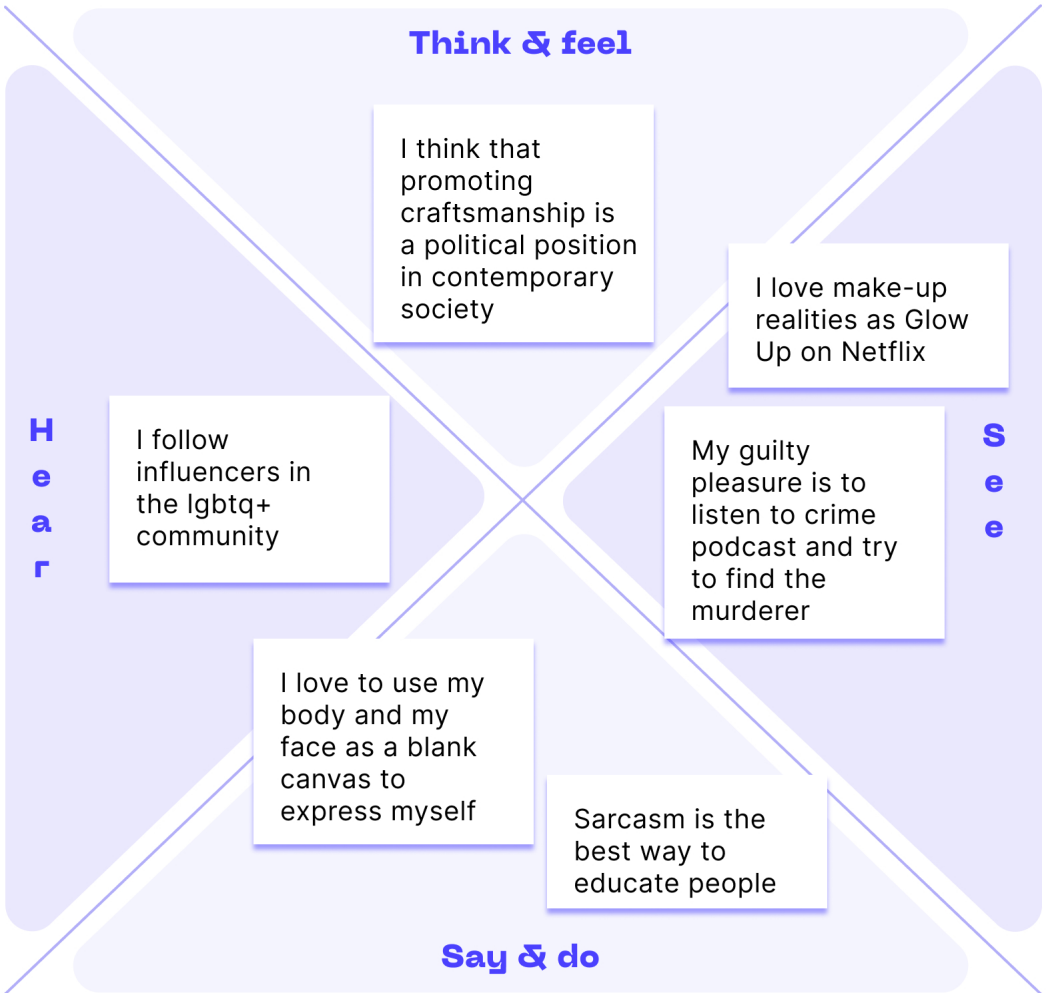 Think & feel
I think that
promoting
craftsmanship is
a political position
in contemporary
society
I love make-up
realities as Glow
Up on Netflix
Hear
I follow
influencers in
the lgbtq+
community
My guilty
pleasure is to
listen to crime
podcast and try
to find the
murderer
See
I love to use my
body and my
face as a blank
canvas to
express myself
Sarcasm is the
best way to
educate people
Say & do